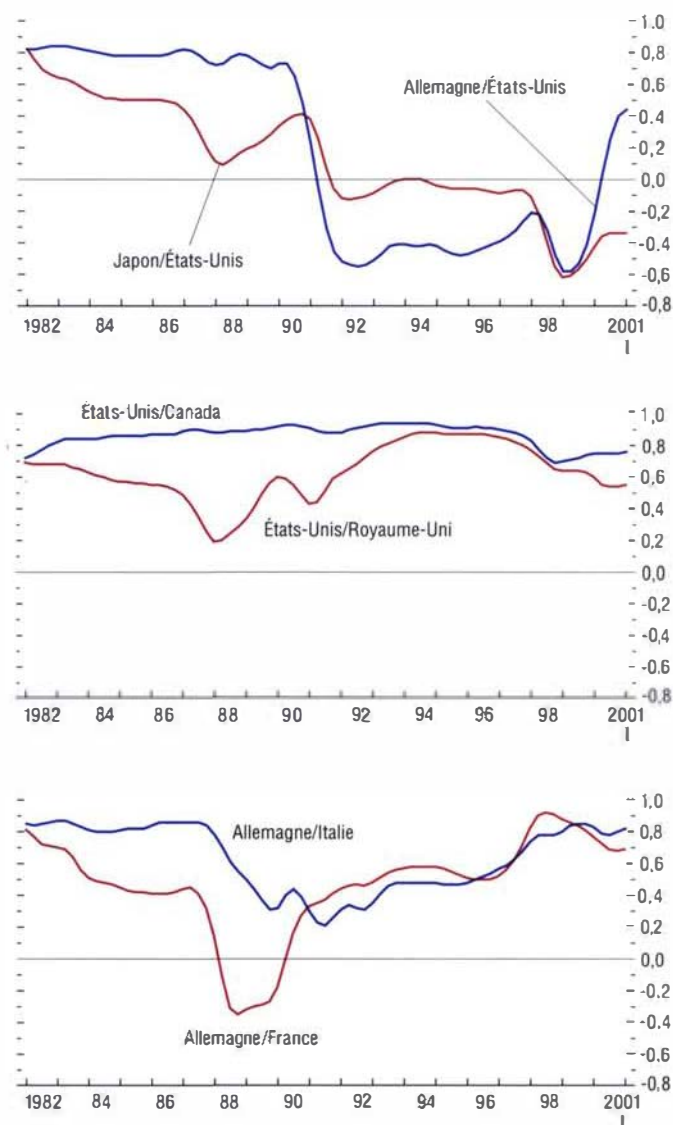 1.0
0.8
Allemagne/États-Unis
0.6
0.4
0,2
0.0
-0,2
Japon/États-Unis
-0.4
-0.6
-0,8
1982 84 86 88 90 92 94 96 98 2001
I
États-Unis/Canada
1,0
0.8
0.6
0,4
États-Unis/Royaume-Uni
0,2
0,0
-0,2
-0,4
-0,6
-0,8
1982 84 86 88 90 92 94 96 98 2001
I
1,0
Allemagne/Italie
0,8
0,6
0,4
0,2
0,0
-0,2
-0,4
Allemagne/France
-0,6
-0,8
1982 84 86 88 90 92 94 96 98 2001
I